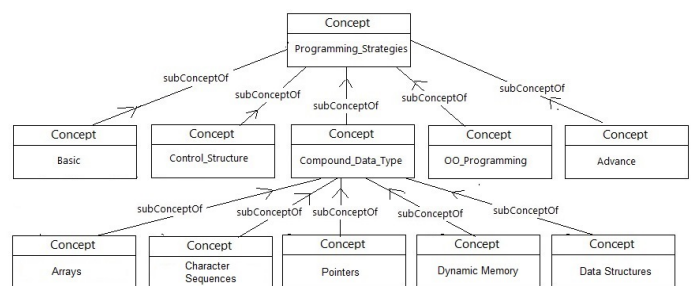 Concept
Programming_Strategies
subConceptOf
subConceptOf
subConceptOf
subConceptOf
subConceptOf
Concept
Basic
Concept
Control_Structure
Concept
Compound_Data_Type
Concept
OO_Programming
Concept
Advance
subConceptOf
subConceptOf
subConceptOf
subConceptOf
subConceptOf
Concept
Arrays
Concept
Character
Sequences
Concept
Pointers
Concept
Dynamic Memory
Concept
Data Structures